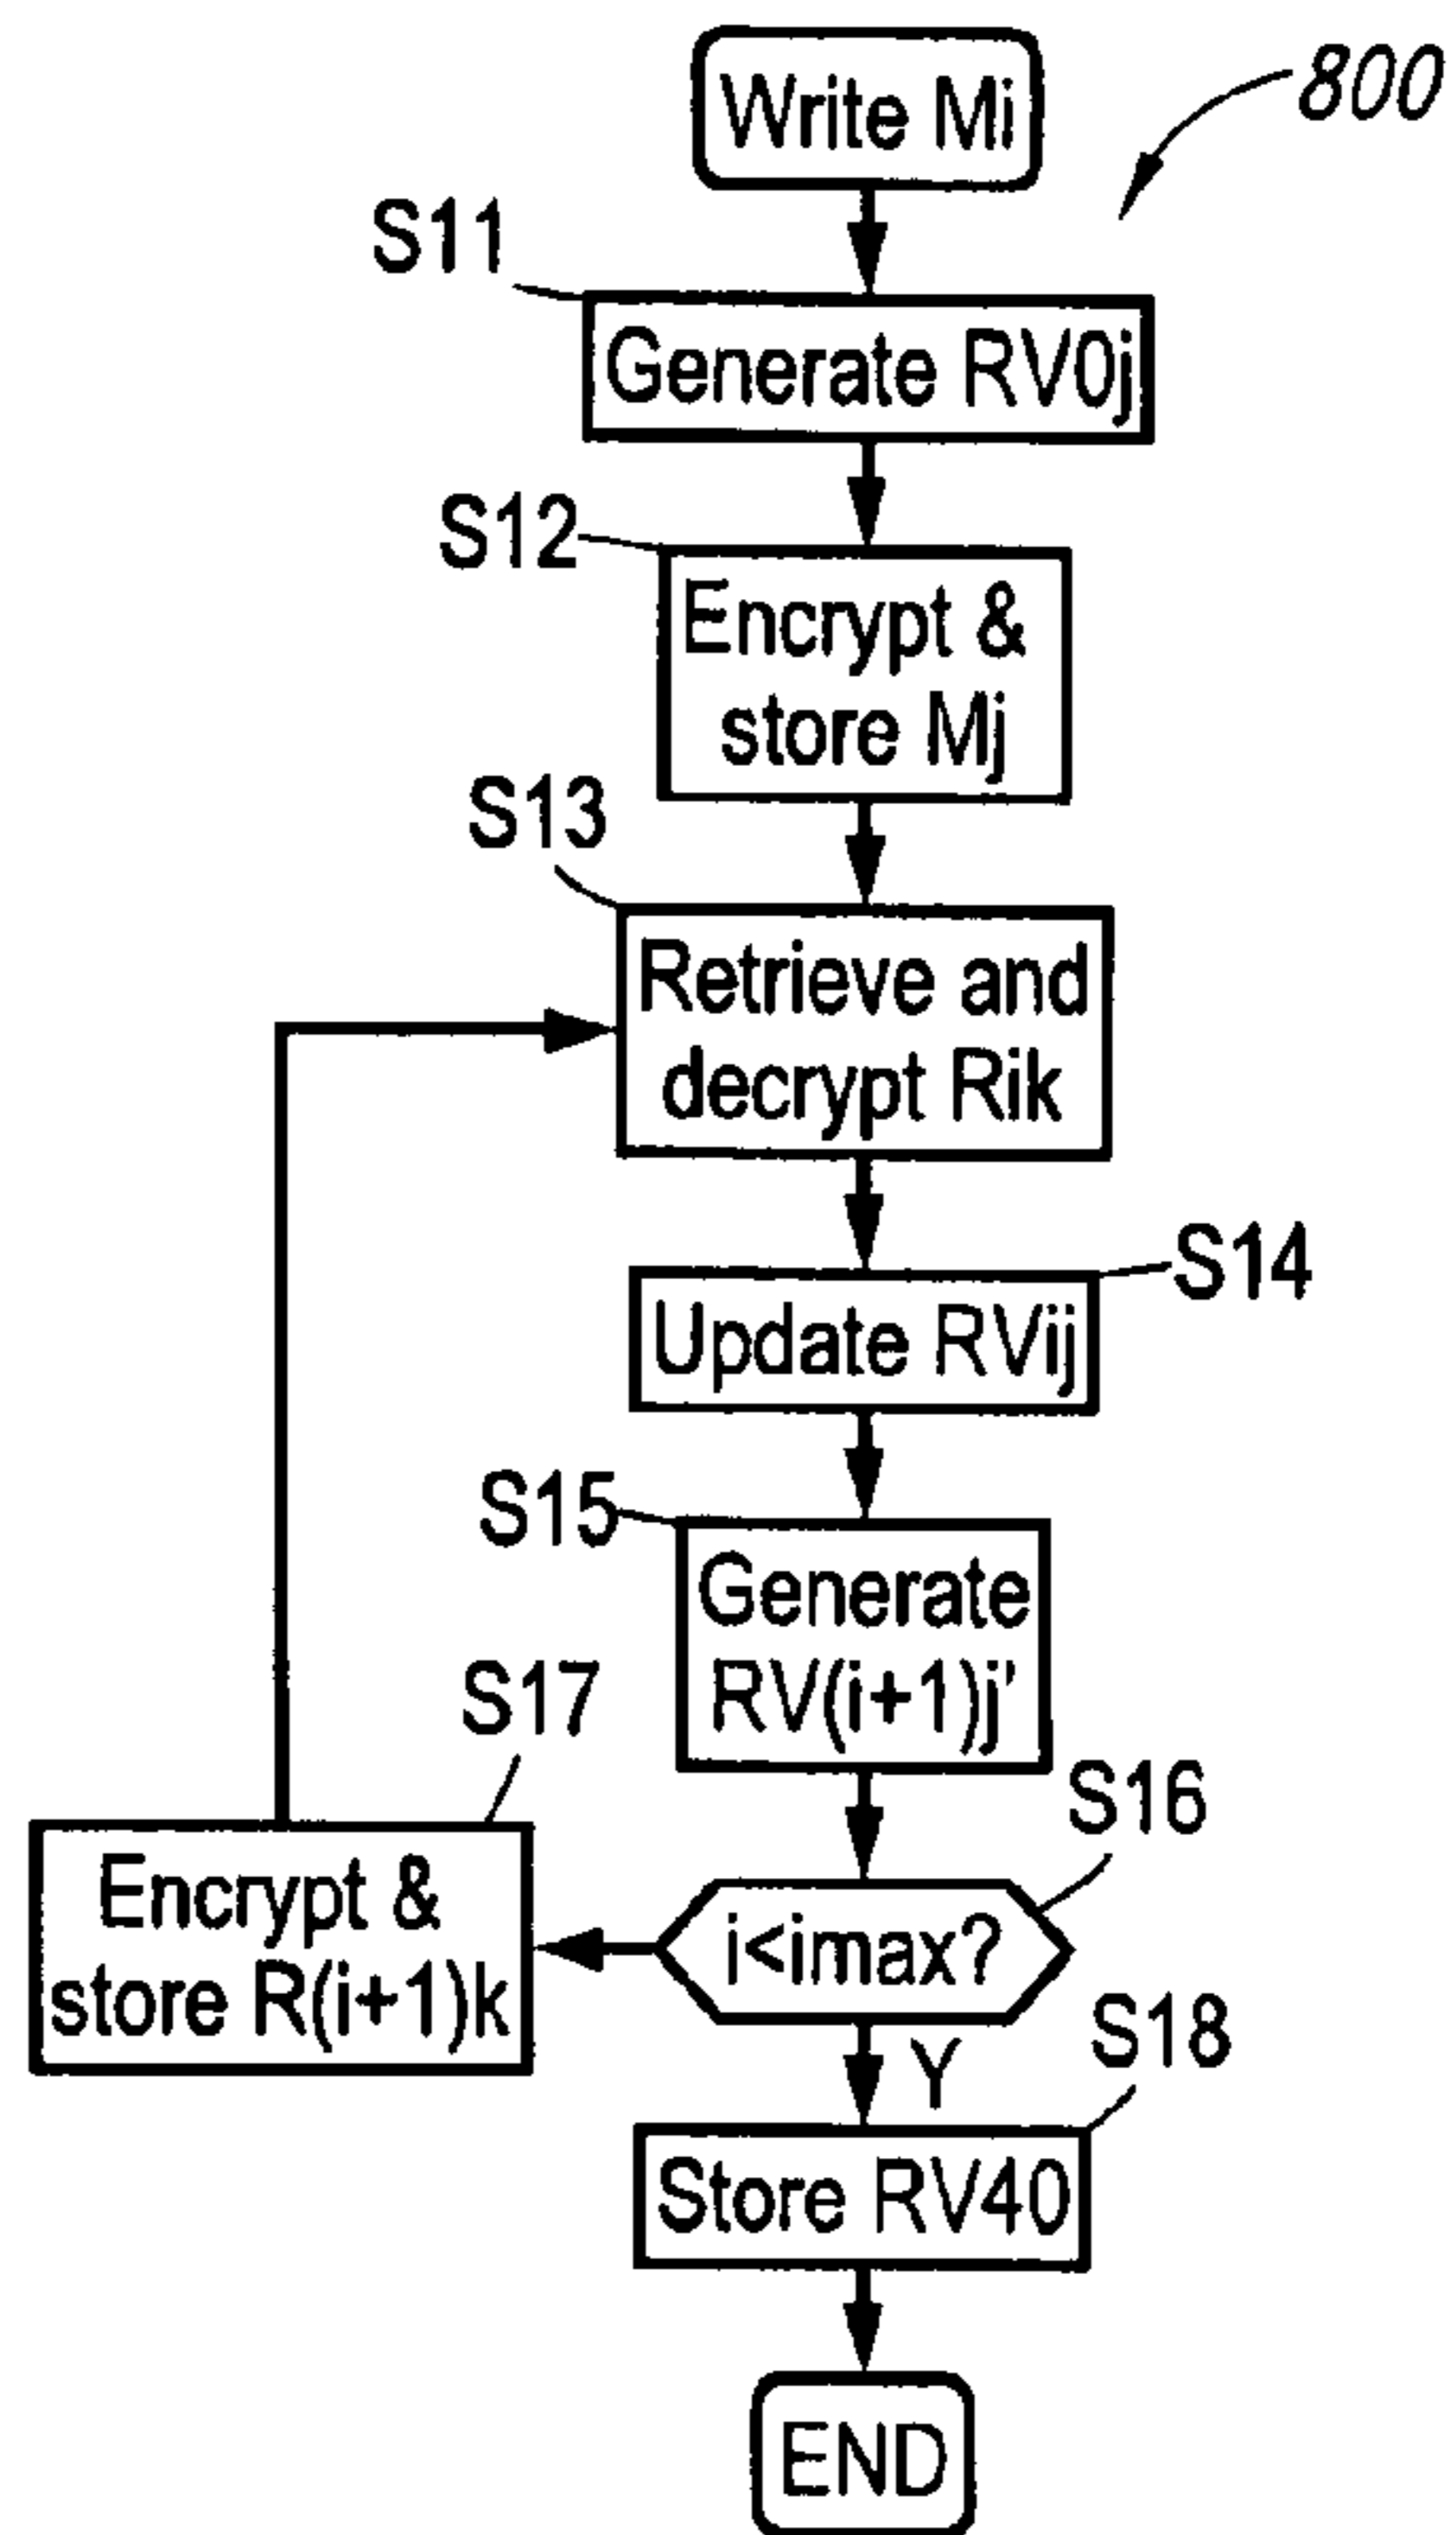 Write Mi
800
S11
Generate RV0j
S12
Encrypt &
store Mj
S13
Retrieve and
decrypt Rik
S14
Update RVij
S15
Generate
RV(i+1)j'
S16
i<imax?
S17
Encrypt &
store R(i+1)k
Y
S18
Store RV40
END